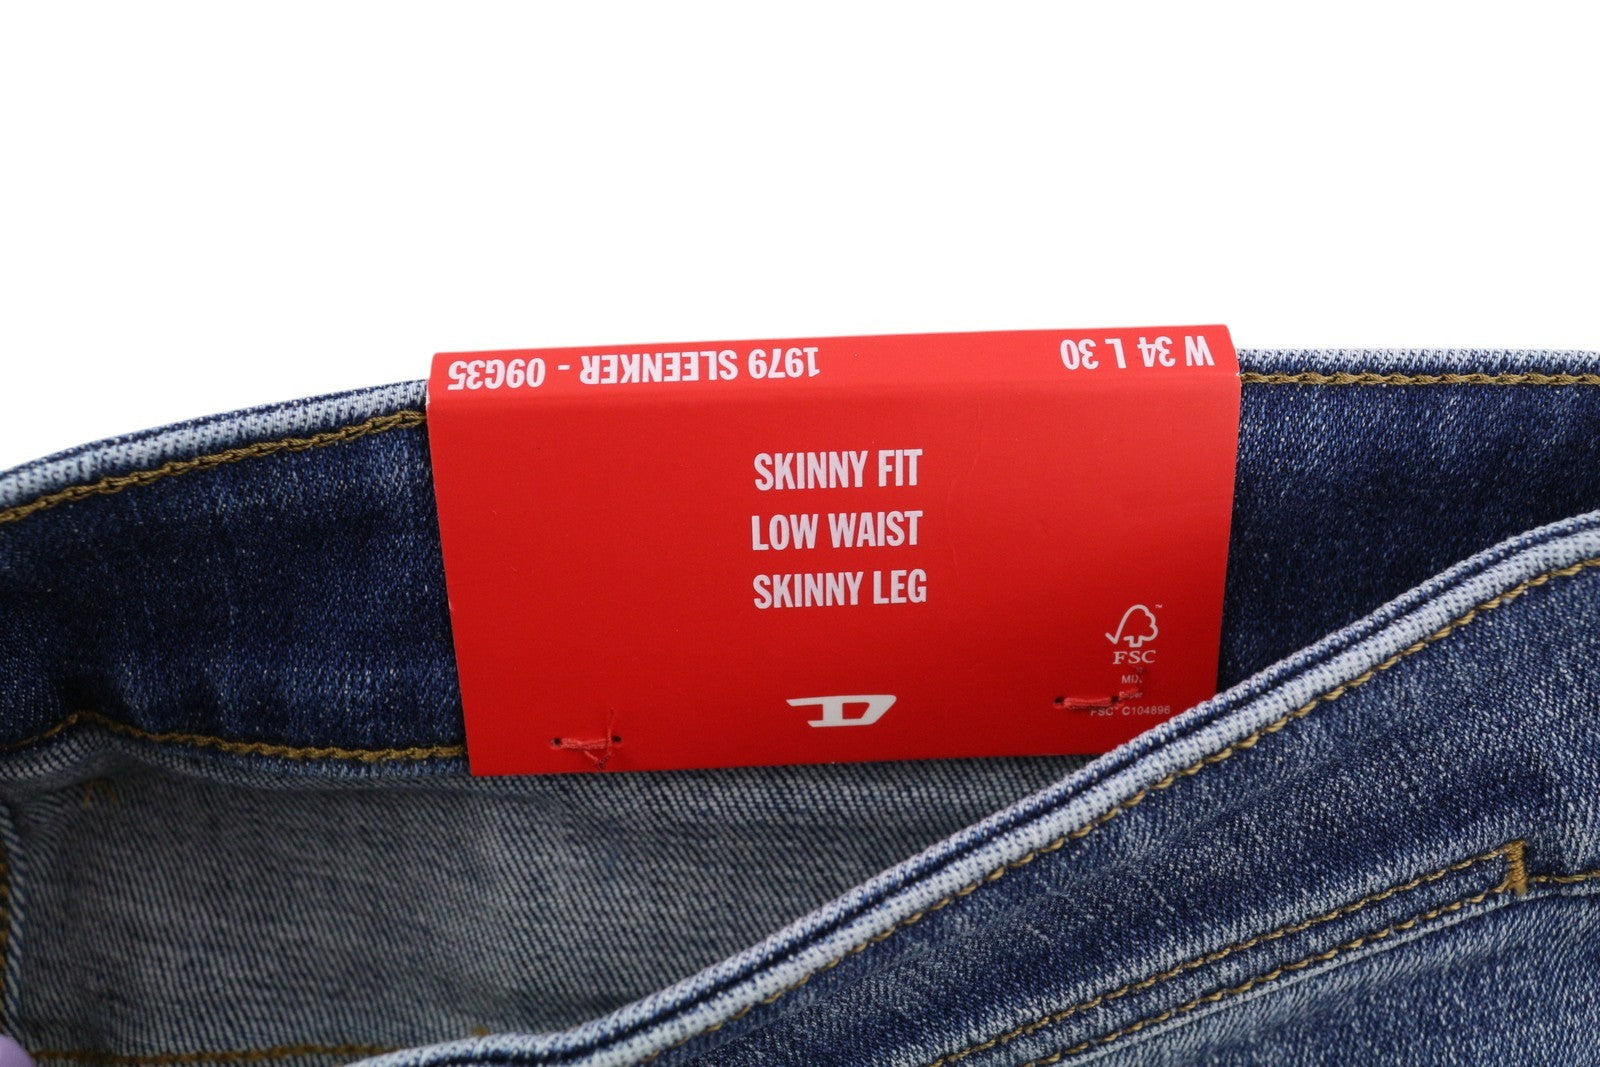 1979 SLEENKER - 09G35
W 34 L 30
SKINNY FIT
LOW WAIST
SKINNY LEG
FSC
FSC® C104896
D